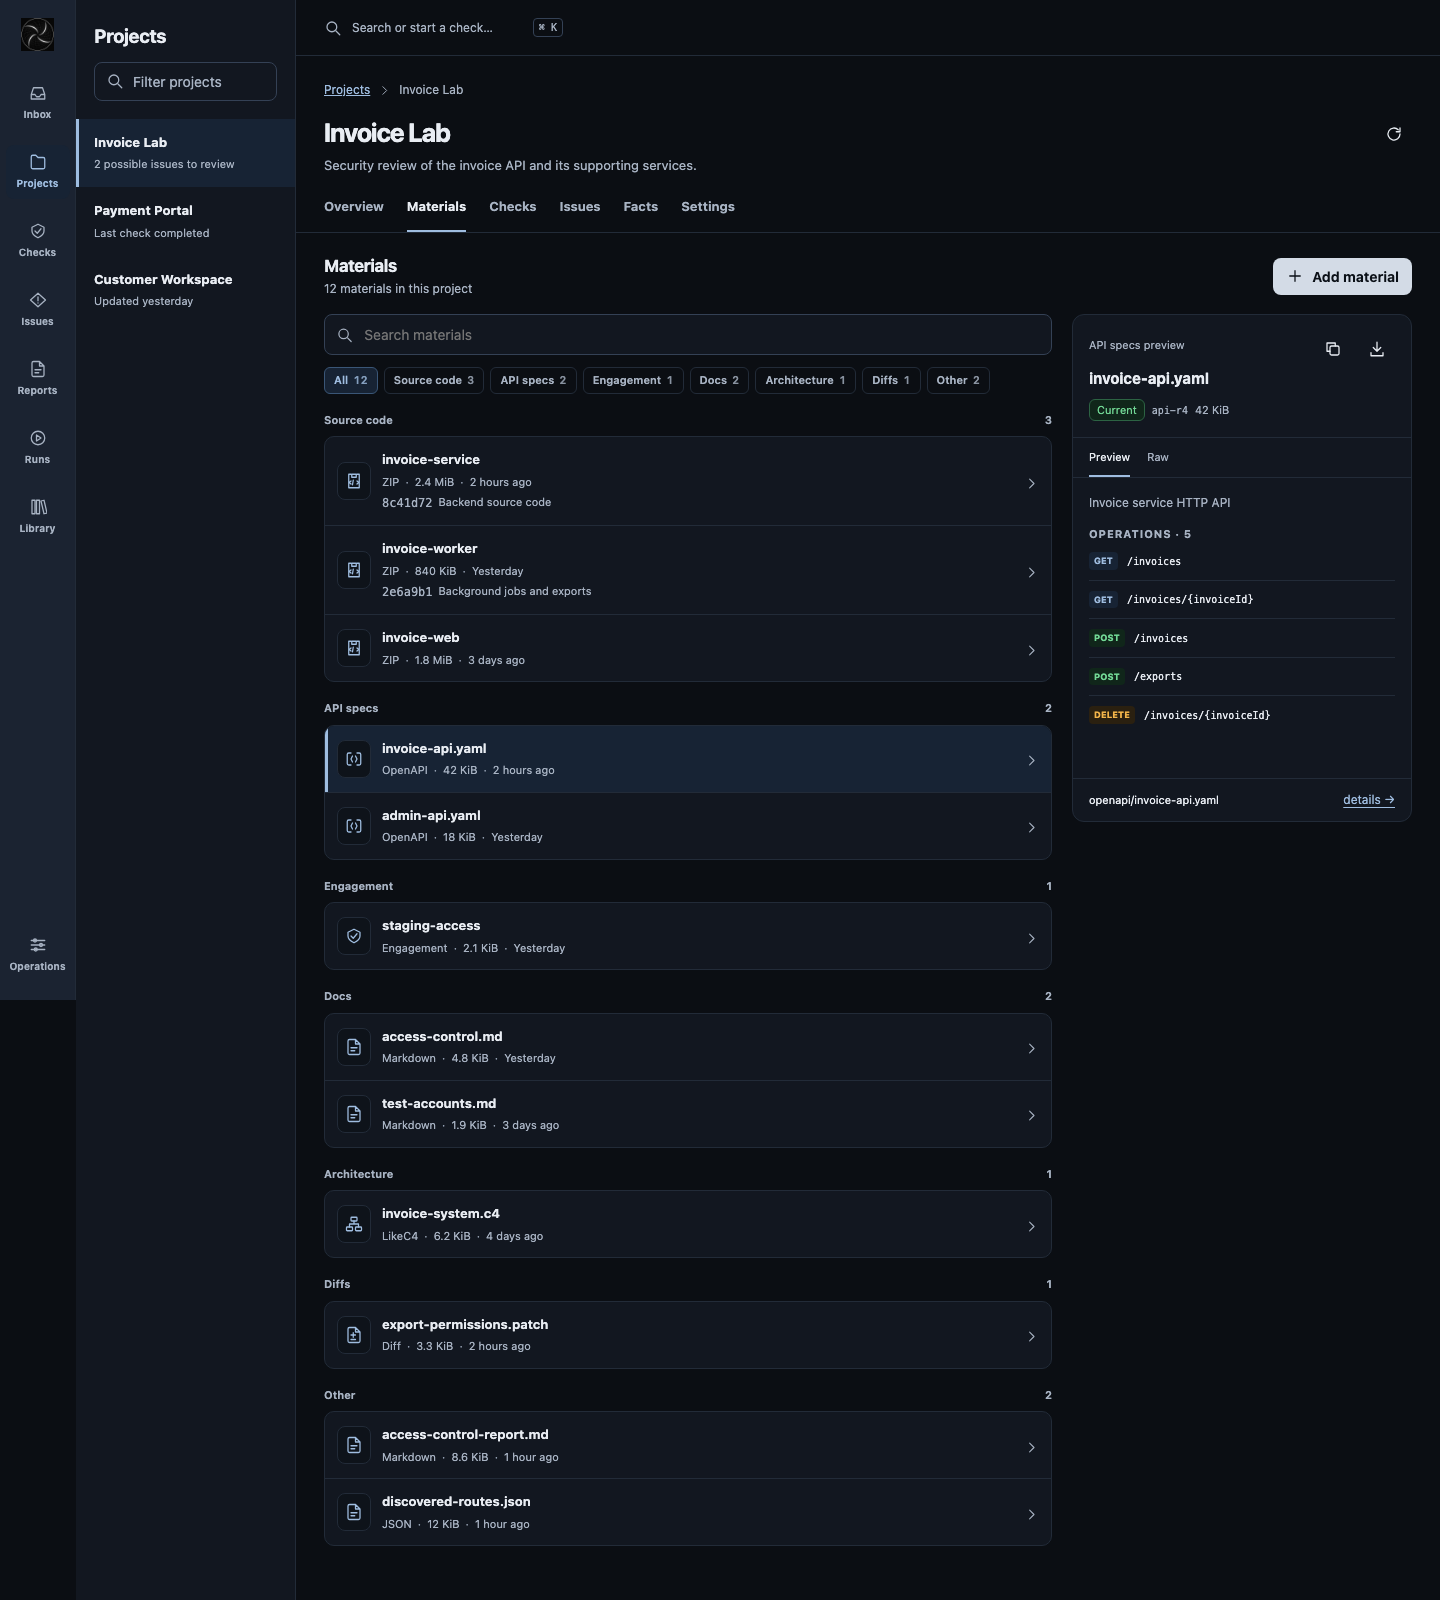 Inbox
Projects
Checks
Issues
Reports
Runs
Library
Operations
Projects
Filter projects
Invoice Lab
2 possible issues to review
Payment Portal
Last check completed
Customer Workspace
Updated yesterday
Search or start a check...
⌘ K
Projects > Invoice Lab
Invoice Lab
Security review of the invoice API and its supporting services.
Overview Materials Checks Issues Facts Settings
Materials
12 materials in this project
+ Add material
Search materials
All 12 Source code 3 API specs 2 Engagement 1 Docs 2 Architecture 1 Diffs 1 Other 2
Source code 3
invoice-service
ZIP · 2.4 MiB · 2 hours ago
8c41d72 Backend source code
invoice-worker
ZIP · 840 KiB · Yesterday
2e6a9b1 Background jobs and exports
invoice-web
ZIP · 1.8 MiB · 3 days ago
API specs 2
invoice-api.yaml
OpenAPI · 42 KiB · 2 hours ago
admin-api.yaml
OpenAPI · 18 KiB · Yesterday
Engagement 1
staging-access
Engagement · 2.1 KiB · Yesterday
Docs 2
access-control.md
Markdown · 4.8 KiB · Yesterday
test-accounts.md
Markdown · 1.9 KiB · 3 days ago
Architecture 1
invoice-system.c4
LikeC4 · 6.2 KiB · 4 days ago
Diffs 1
export-permissions.patch
Diff · 3.3 KiB · 2 hours ago
Other 2
access-control-report.md
Markdown · 8.6 KiB · 1 hour ago
discovered-routes.json
JSON · 12 KiB · 1 hour ago
API specs preview
invoice-api.yaml
Current api-r4 42 KiB
Preview Raw
Invoice service HTTP API
OPERATIONS · 5
GET /invoices
GET /invoices/{invoiceId}
POST /invoices
POST /exports
DELETE /invoices/{invoiceId}
openapi/invoice-api.yaml details →